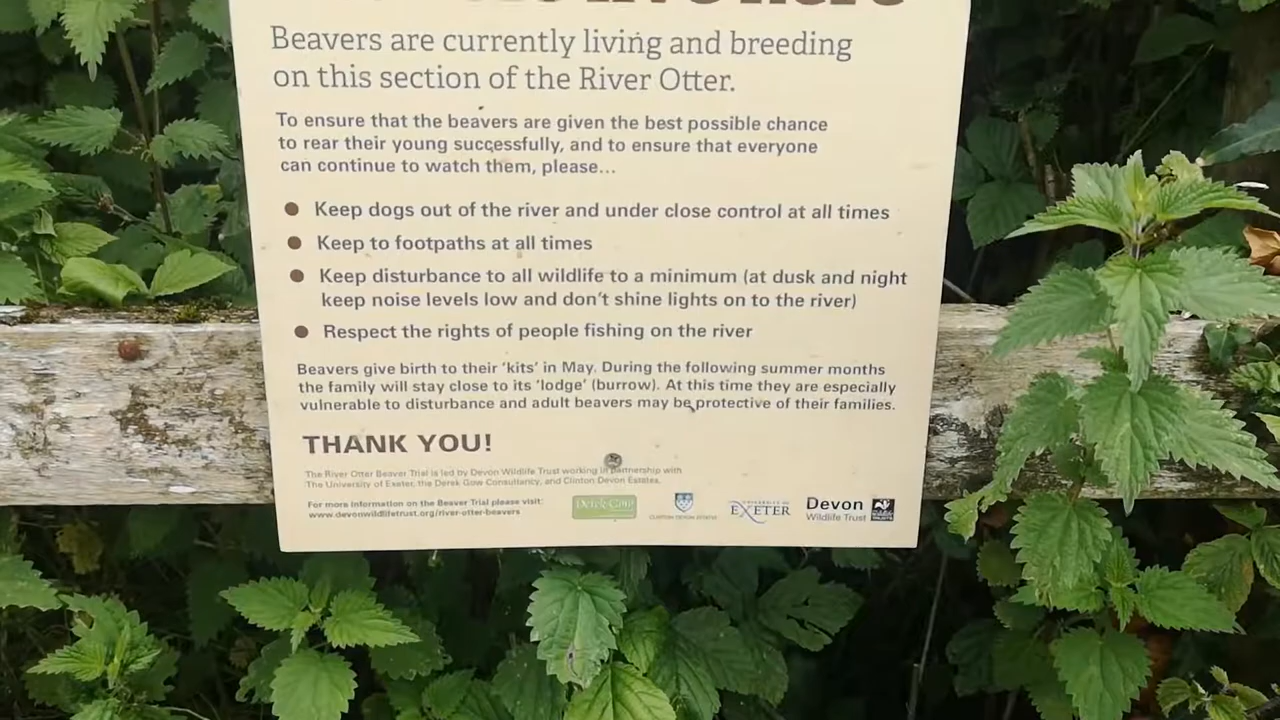 Beavers are currently living and breeding
on this section of the River Otter.
To ensure that the beavers are given the best possible chance
to rear their young successfully, and to ensure that everyone
can continue to watch them, please...
Keep dogs out of the river and under close control at all times
Keep to footpaths at all times
Keep disturbance to all wildlife to a minimum (at dusk and night
keep noise levels low and don't shine lights on to the river)
Respect the rights of people fishing on the river
Beavers give birth to their 'kits' in May. During the following summer months
the family will stay close to its 'lodge' (burrow). At this time they are especially
vulnerable to disturbance and adult beavers may be protective of their families.
THANK YOU!
The River Otter Beaver Trial is led by Devon Wildlife Trust working in partnership with
The University of Exeter, the Derek Gow Consultancy, and Clinton Devon Estates.
For more information on the Beaver Trial please visit:
www.devonwildlifetrust.org/river-otter-beavers
Derek Gow
CLINTON DEVON ESTATES
UNIVERSITY OF
EXETER
Devon
Wildlife Trust